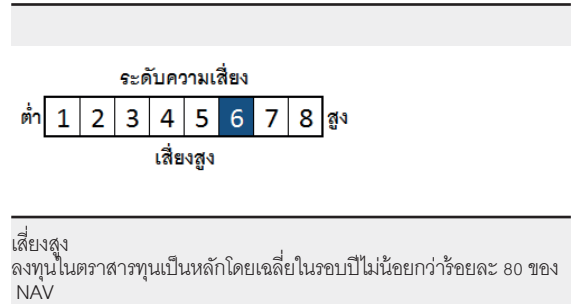 ระดับความเสี่ยง
ต่ำ 1 2 3 4 5 6 7 8 สูง
เสี่ยงสูง
เสี่ยงสูง
ลงทุนในตราสารทุนเป็นหลักโดยเฉลี่ยในรอบปีไม่น้อยกว่าร้อยละ 80 ของ
NAV